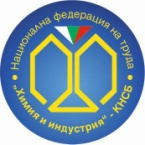 Национална федерация на труда
„Химия и индустрия“ - КНСБ